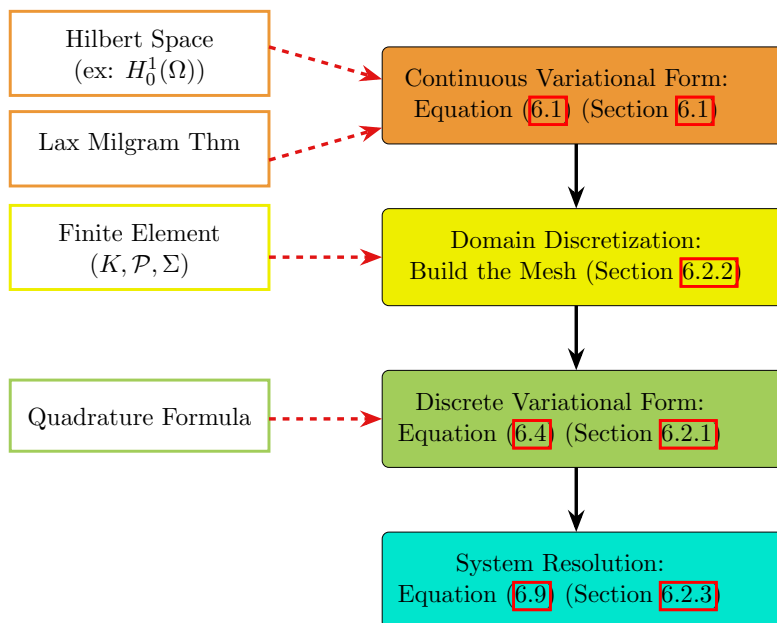 Hilbert Space
(ex: $H_0^1(\Omega)$)
Lax Milgram Thm
Continuous Variational Form:
Equation (6.1) (Section 6.1)
Finite Element
$(K, \mathcal{P}, \Sigma)$
Domain Discretization:
Build the Mesh (Section 6.2.2)
Quadrature Formula
Discrete Variational Form:
Equation (6.4) (Section 6.2.1)
System Resolution:
Equation (6.9) (Section 6.2.3)